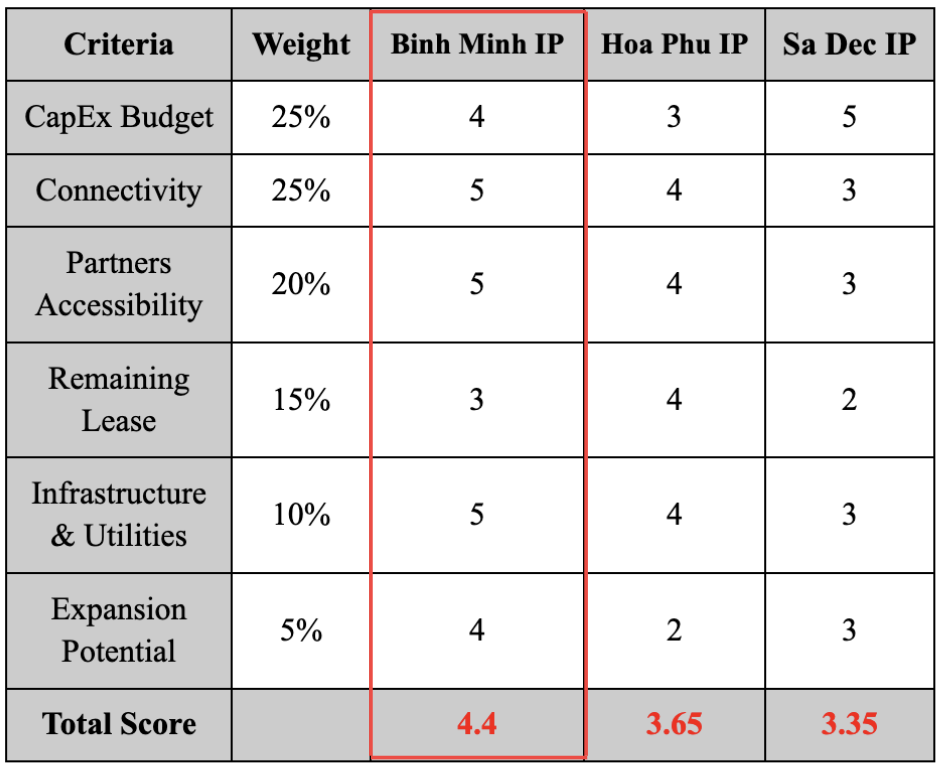 Criteria Weight Binh Minh IP Hoa Phu IP Sa Dec IP
CapEx Budget 25% 4 3 5
Connectivity 25% 5 4 3
Partners
Accessibility 20% 5 4 3
Remaining
Lease 15% 3 4 2
Infrastructure
& Utilities 10% 5 4 3
Expansion
Potential 5% 4 2 3
Total Score 4.4 3.65 3.35